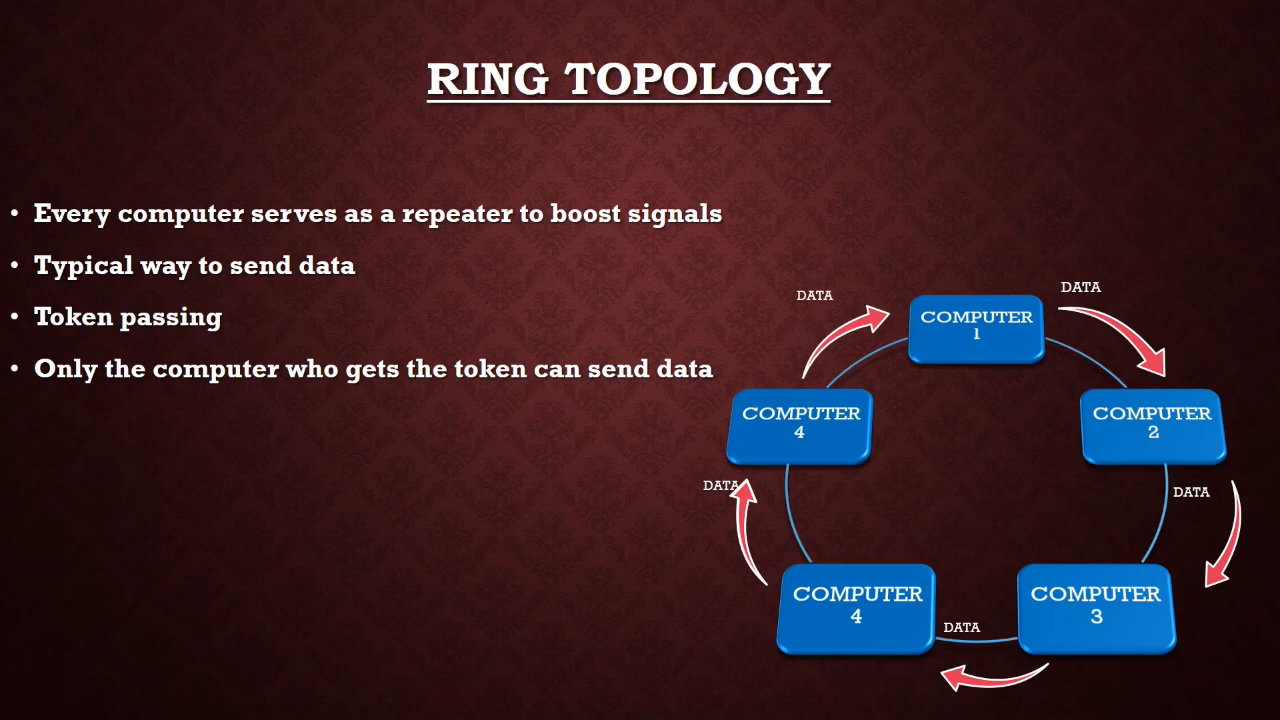 RING TOPOLOGY
• Every computer serves as a repeater to boost signals
• Typical way to send data
• Token passing
• Only the computer who gets the token can send data
DATA
DATA
COMPUTER
1
COMPUTER
4
COMPUTER
2
DATA
DATA
COMPUTER
4
COMPUTER
3
DATA